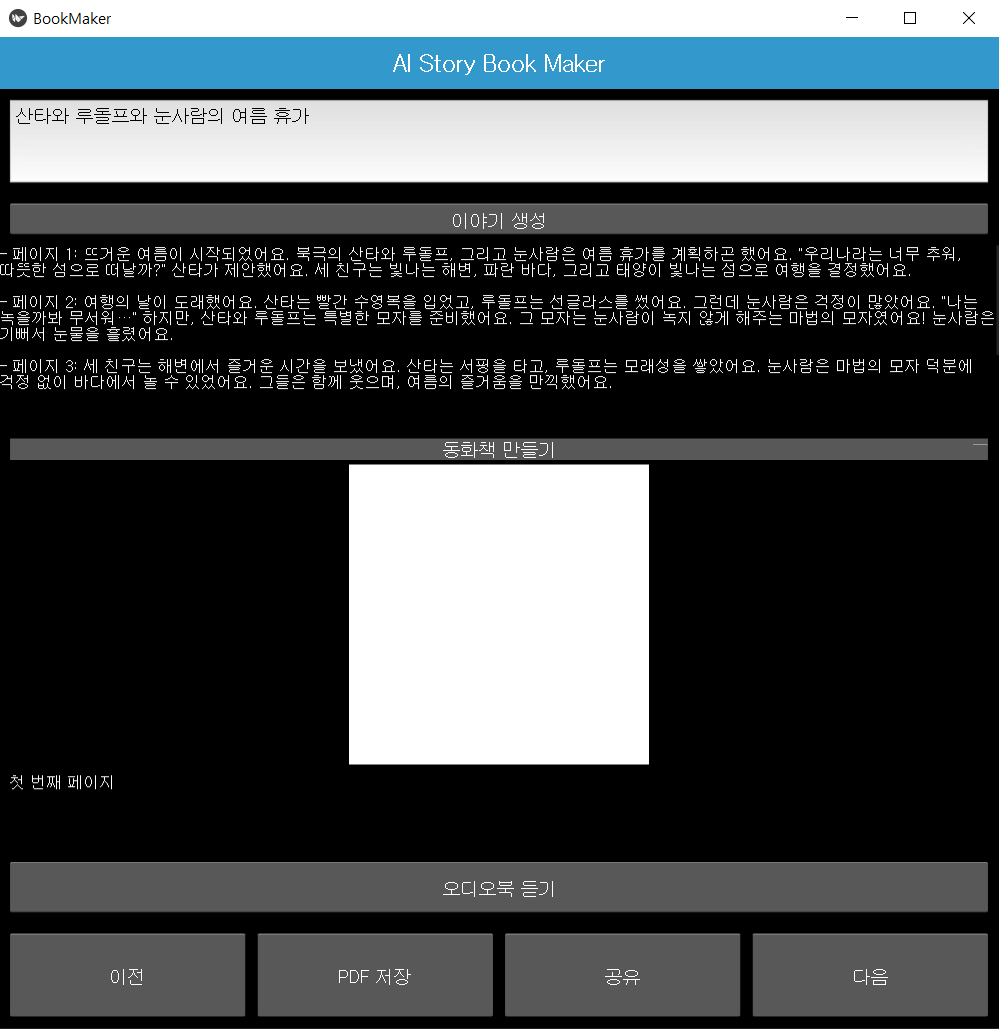 BookMaker
AI Story Book Maker
산타와 루돌프와 눈사람의 여름 휴가
이야기 생성
- 페이지 1: 뜨거운 여름이 시작되었어요. 북극의 산타와 루돌프, 그리고 눈사람은 여름 휴가를 계획하곤 했어요. "우리나라는 너무 추워,
따뜻한 섬으로 떠날까?" 산타가 제안했어요. 세 친구는 빛나는 해변, 파란 바다, 그리고 태양이 빛나는 섬으로 여행을 결정했어요.
- 페이지 2: 여행의 날이 도래했어요. 산타는 빨간 수영복을 입었고, 루돌프는 선글라스를 썼어요. 그런데 눈사람은 걱정이 많았어요. "나는
녹을까봐 무서워…" 하지만, 산타와 루돌프는 특별한 모자를 준비했어요. 그 모자는 눈사람이 녹지 않게 해주는 마법의 모자였어요! 눈사람은
기뻐서 눈물을 흘렸어요.
- 페이지 3: 세 친구는 해변에서 즐거운 시간을 보냈어요. 산타는 서핑을 타고, 루돌프는 모래성을 쌓았어요. 눈사람은 마법의 모자 덕분에
걱정 없이 바다에서 놀 수 있었어요. 그들은 함께 웃으며, 여름의 즐거움을 만끽했어요.
동화책 만들기
첫 번째 페이지
오디오북 듣기
이전
PDF 저장
공유
다음